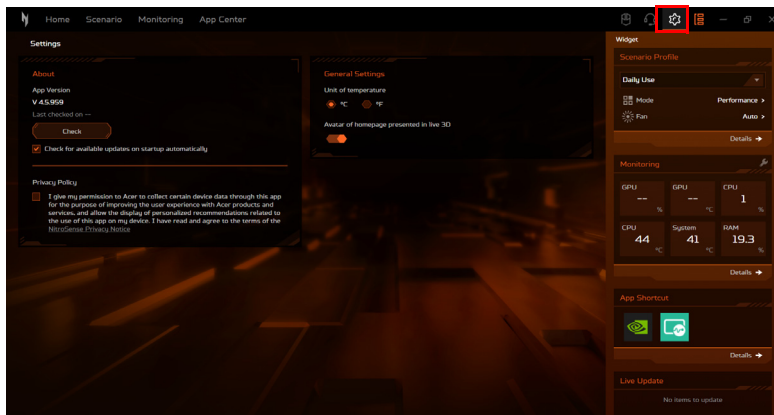 Home Scenario Monitoring App Center
Settings
About
App Version
V 4.5.959
Last checked on --
Check
Check for available updates on startup automatically
Privacy Policy
I give my permission to Acer to collect certain device data through this app
for the purpose of improving the user experience with Acer products and
services, and allow the display of personalized recommendations related to
the use of this app on my device. I have read and agree to the terms of the
NitroSense Privacy Notice
General Settings
Unit of temperature
°C °F
Avatar of homepage presented in live 3D
Widget
Scenario Profile
Daily Use
Mode Performance >
Fan Auto >
Details →
Monitoring
GPU GPU CPU
-- -- 1
% °C %
CPU System RAM
44 41 19.3
°C °C %
Details →
App Shortcut
Details →
Live Update
No items to update